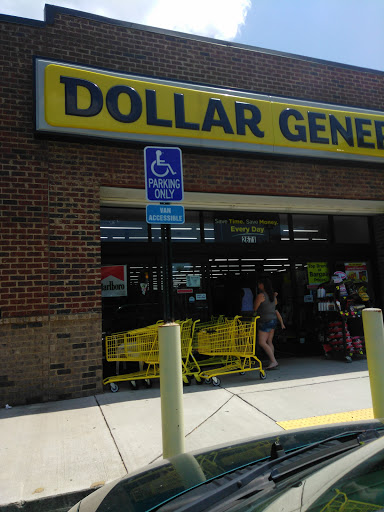 DOLLAR GENER
PARKING
ONLY
VAN
ACCESSIBLE
Save Time. Save Money.
Every Day.
Marlboro